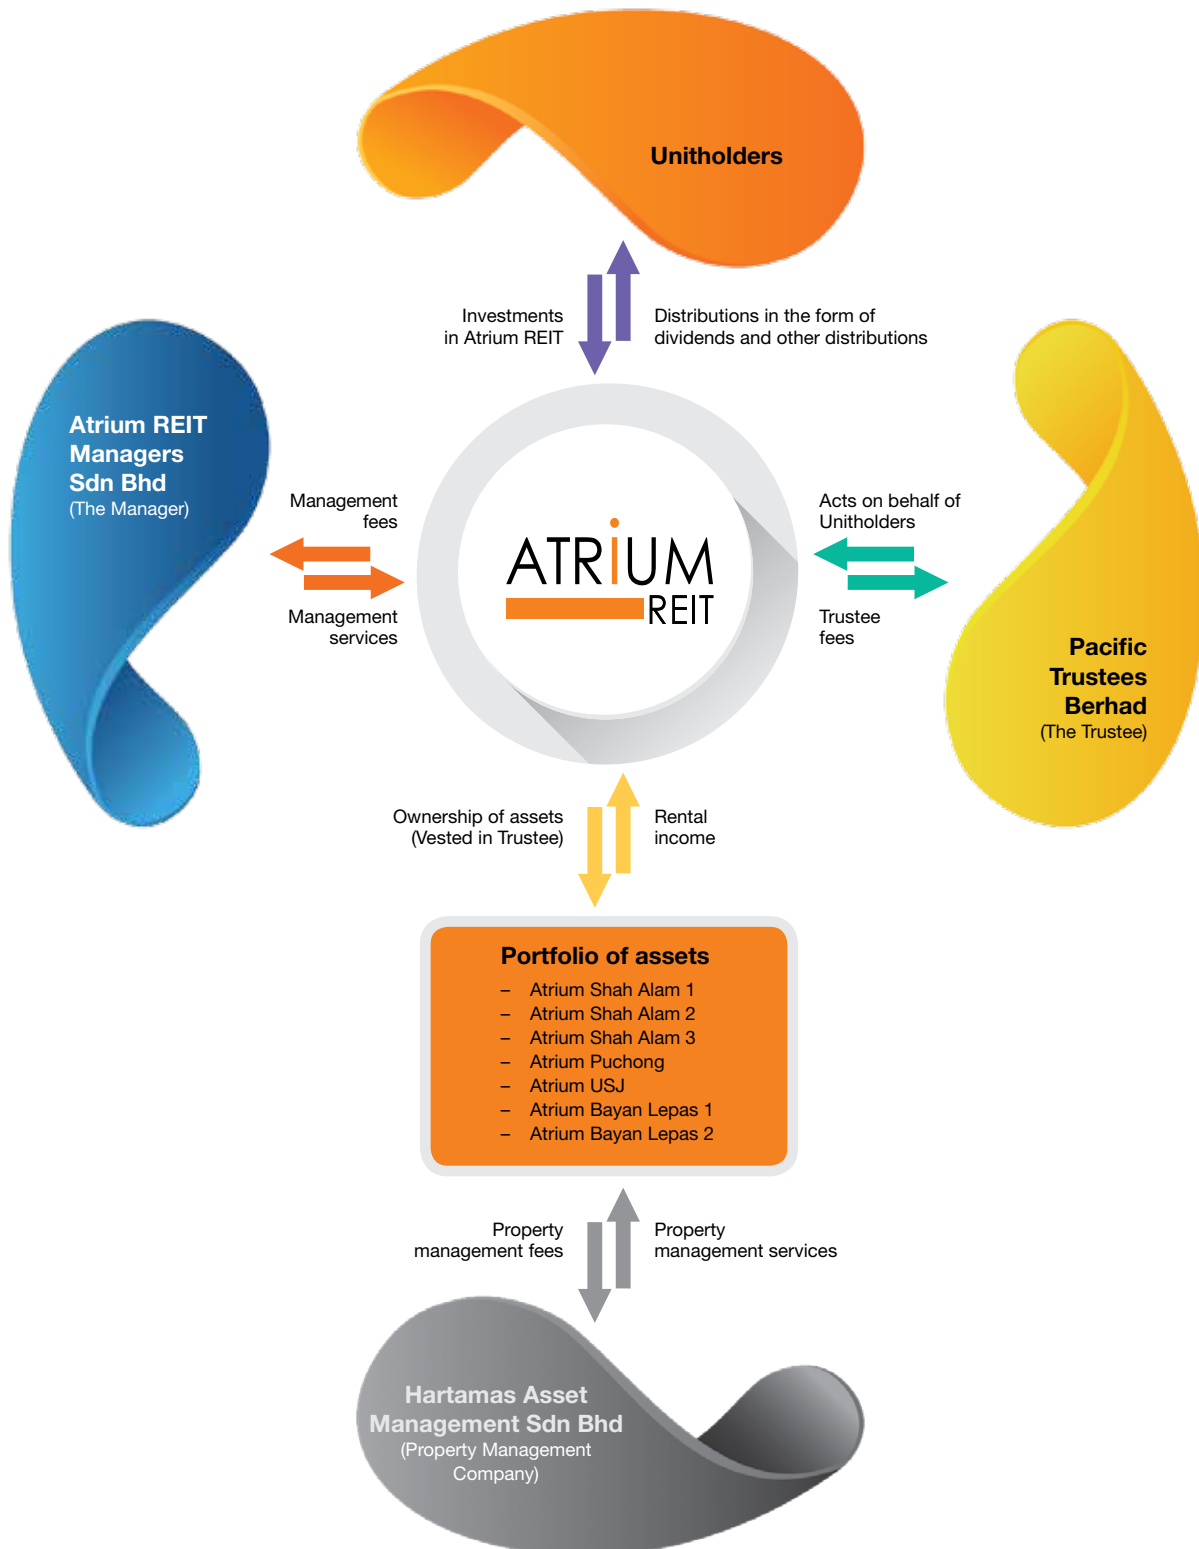 Unitholders
Investments
in Atrium REIT
Distributions in the form of
dividends and other distributions
Atrium REIT
Managers
Sdn Bhd
(The Manager)
Management
fees
Management
services
ATRiUM
REIT
Acts on behalf of
Unitholders
Trustee
fees
Pacific
Trustees
Berhad
(The Trustee)
Ownership of assets
(Vested in Trustee)
Rental
income
Portfolio of assets
– Atrium Shah Alam 1
– Atrium Shah Alam 2
– Atrium Shah Alam 3
– Atrium Puchong
– Atrium USJ
– Atrium Bayan Lepas 1
– Atrium Bayan Lepas 2
Property
management fees
Property
management services
Hartamas Asset
Management Sdn Bhd
(Property Management
Company)